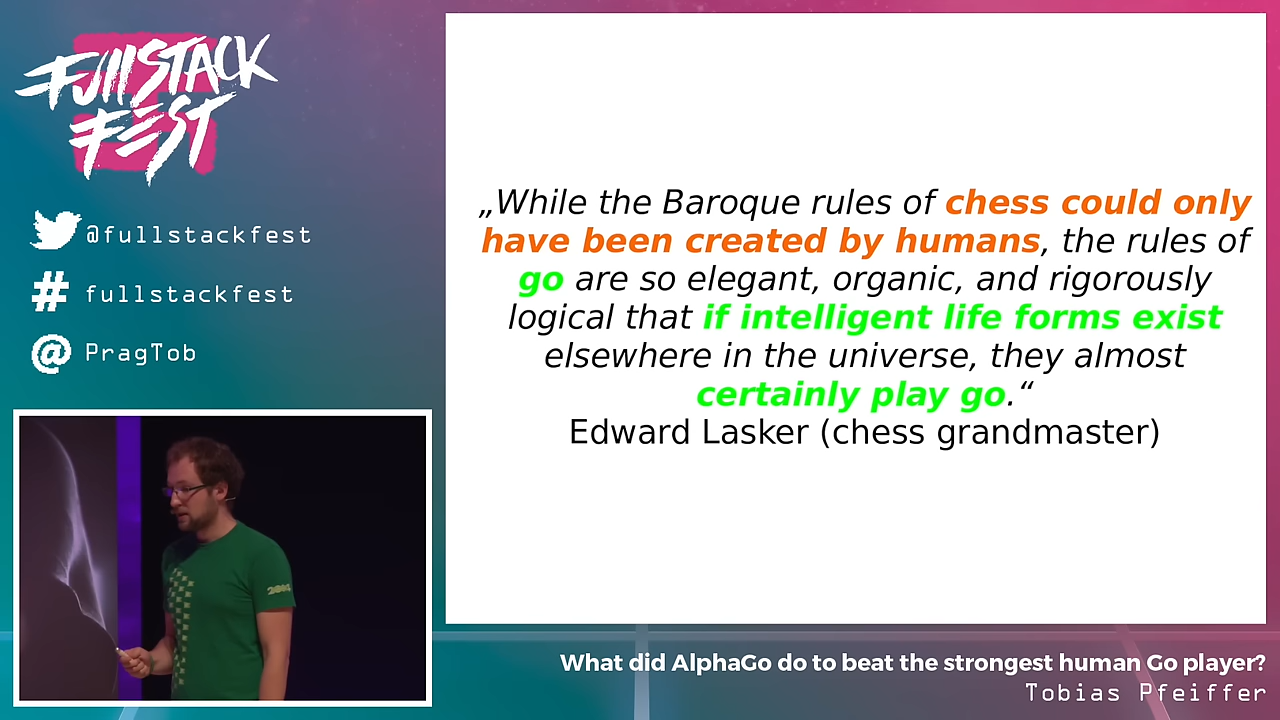 FullSTACK
FEST
@fullstackfest
# fullstackfest
@ PragTob
„While the Baroque rules of chess could only
have been created by humans, the rules of
go are so elegant, organic, and rigorously
logical that if intelligent life forms exist
elsewhere in the universe, they almost
certainly play go.“
Edward Lasker (chess grandmaster)
What did AlphaGo do to beat the strongest human Go player?
Tobias Pfeiffer